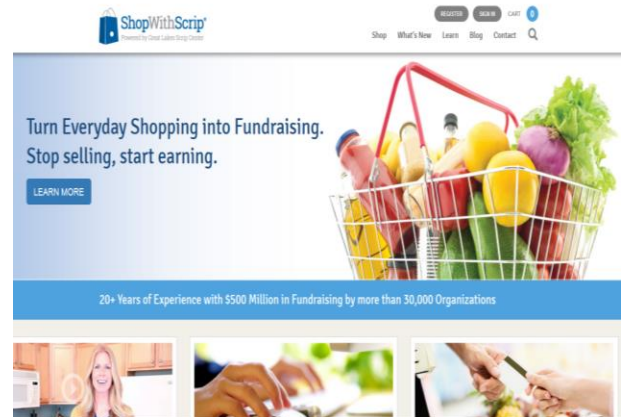 ShopWithScrip®
Powered by Great Lakes Scrip Center
REGISTER SIGN IN CART 0
Shop What's New Learn Blog Contact
Turn Everyday Shopping into Fundraising.
Stop selling, start earning.
LEARN MORE
20+ Years of Experience with $500 Million in Fundraising by more than 30,000 Organizations